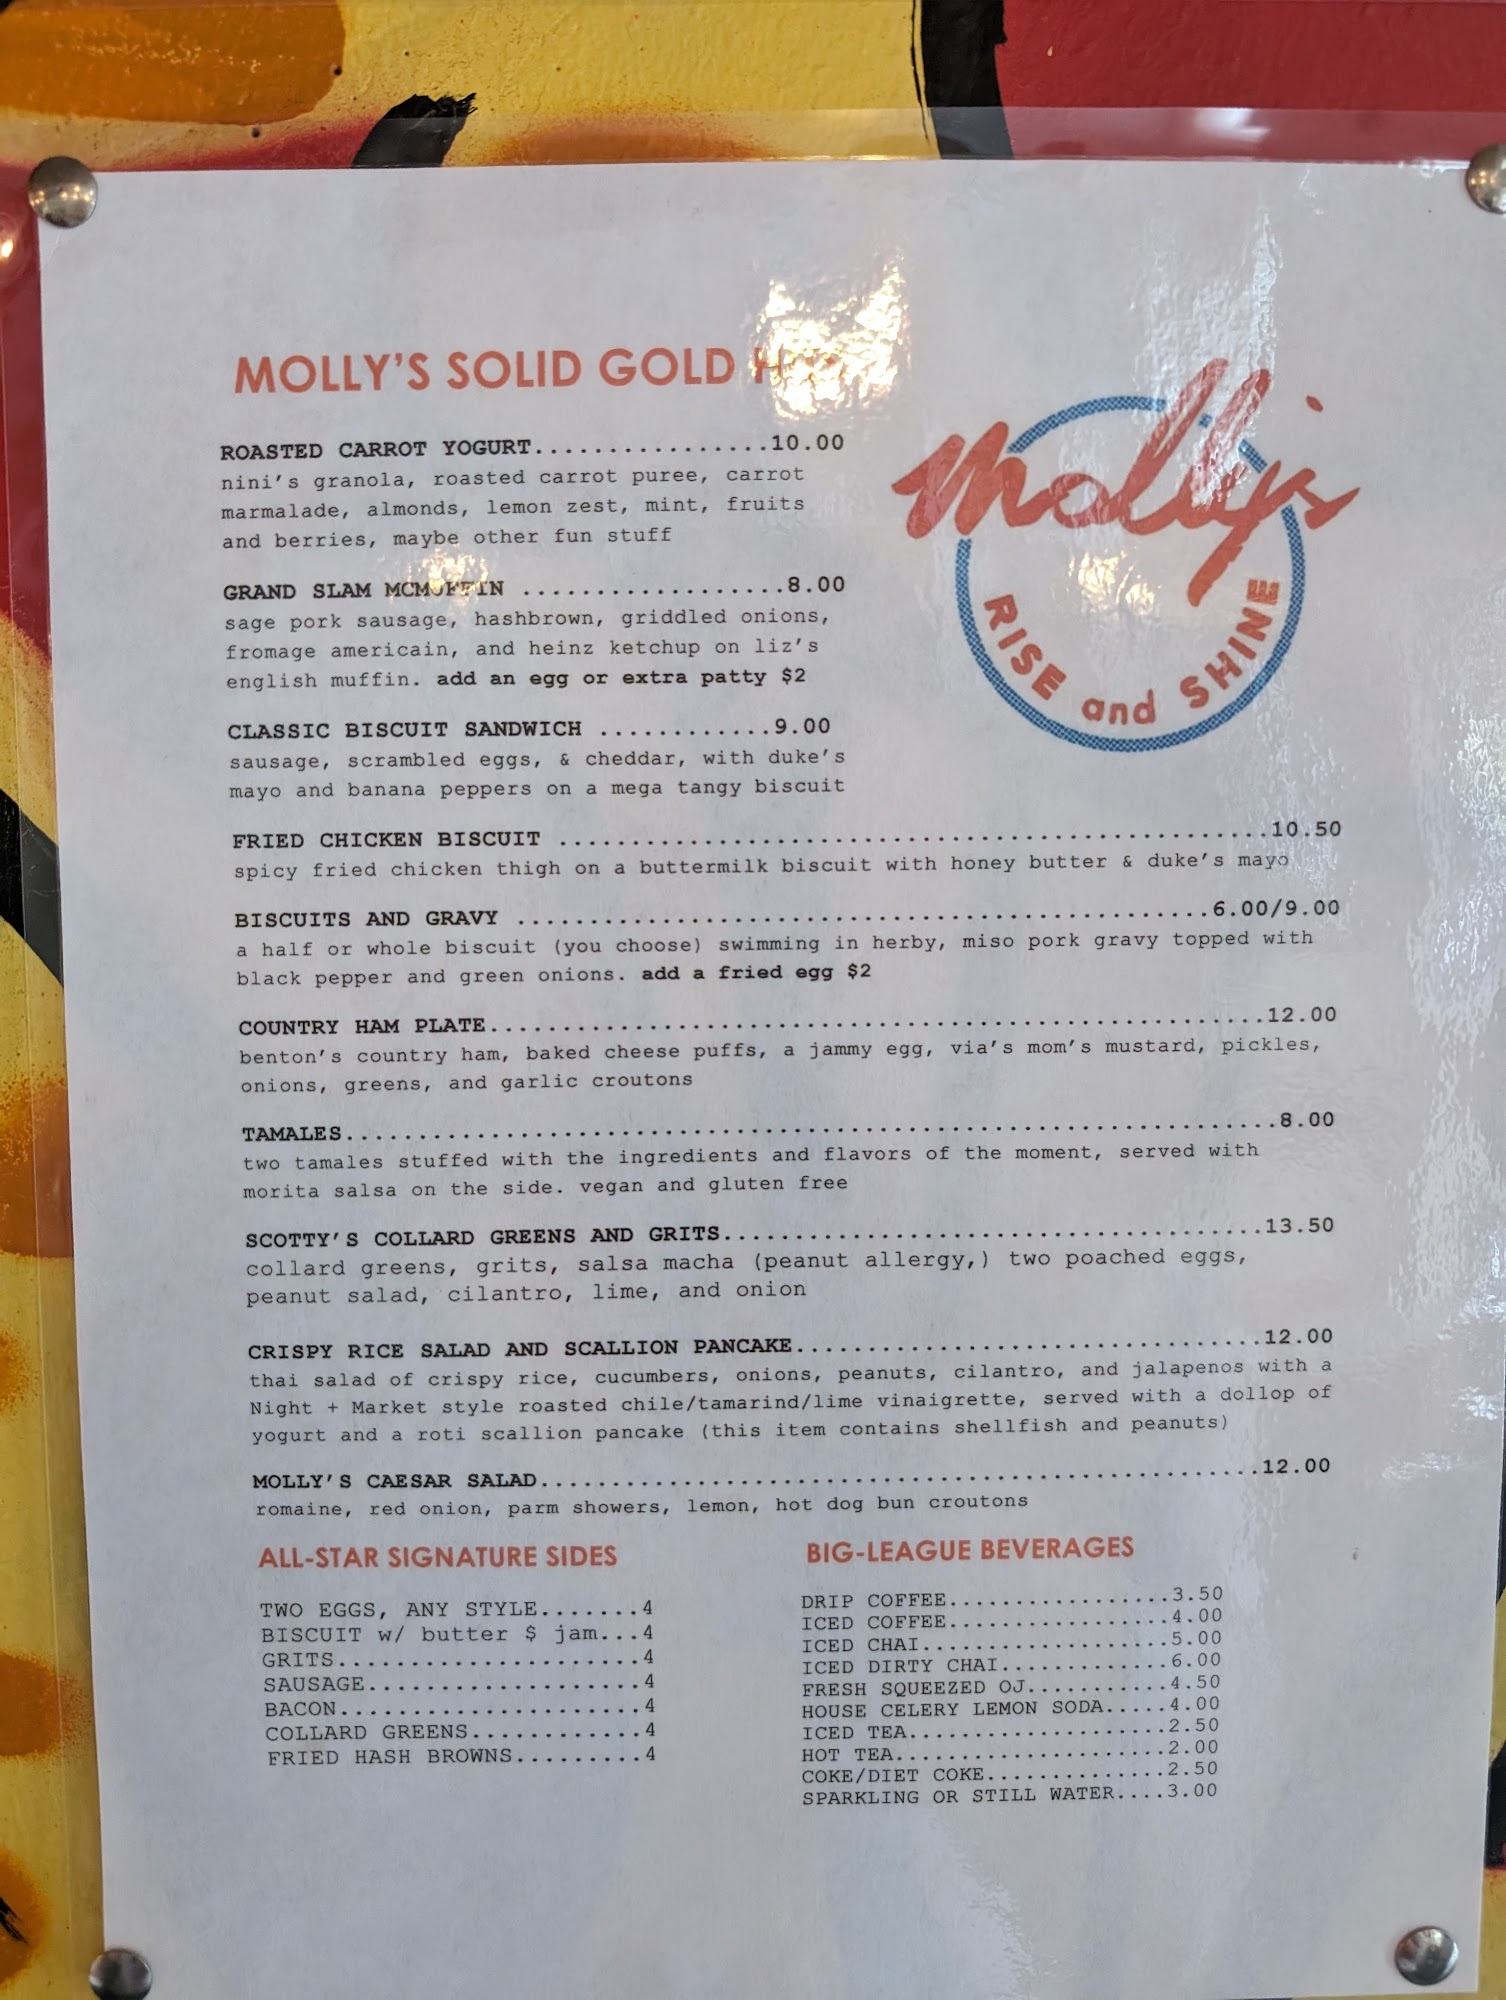 MOLLY'S SOLID GOLD
molly's
RISE and SHINE
ROASTED CARROT YOGURT................10.00
nini's granola, roasted carrot puree, carrot
marmalade, almonds, lemon zest, mint, fruits
and berries, maybe other fun stuff
GRAND SLAM MCMUFFIN ..................8.00
sage pork sausage, hashbrown, griddled onions,
fromage americain, and heinz ketchup on liz's
english muffin. add an egg or extra patty $2
CLASSIC BISCUIT SANDWICH ............9.00
sausage, scrambled eggs, & cheddar, with duke's
mayo and banana peppers on a mega tangy biscuit
FRIED CHICKEN BISCUIT .................................................10.50
spicy fried chicken thigh on a buttermilk biscuit with honey butter & duke's mayo
BISCUITS AND GRAVY ...............................................6.00/9.00
a half or whole biscuit (you choose) swimming in herby, miso pork gravy topped with
black pepper and green onions. add a fried egg $2
COUNTRY HAM PLATE.....................................................12.00
benton's country ham, baked cheese puffs, a jammy egg, via's mom's mustard, pickles,
onions, greens, and garlic croutons
TAMALES................................................................8.00
two tamales stuffed with the ingredients and flavors of the moment, served with
morita salsa on the side. vegan and gluten free
SCOTTY'S COLLARD GREENS AND GRITS.....................................13.50
collard greens, grits, salsa macha (peanut allergy,) two poached eggs,
peanut salad, cilantro, lime, and onion
CRISPY RICE SALAD AND SCALLION PANCAKE................................12.00
thai salad of crispy rice, cucumbers, onions, peanuts, cilantro, and jalapenos with a
Night + Market style roasted chile/tamarind/lime vinaigrette, served with a dollop of
yogurt and a roti scallion pancake (this item contains shellfish and peanuts)
MOLLY'S CAESAR SALAD..................................................12.00
romaine, red onion, parm showers, lemon, hot dog bun croutons
ALL-STAR SIGNATURE SIDES
TWO EGGS, ANY STYLE.......4
BISCUIT w/ butter $ jam...4
GRITS.....................4
SAUSAGE...................4
BACON.....................4
COLLARD GREENS............4
FRIED HASH BROWNS.........4
BIG-LEAGUE BEVERAGES
DRIP COFFEE.................3.50
ICED COFFEE.................4.00
ICED CHAI...................5.00
ICED DIRTY CHAI.............6.00
FRESH SQUEEZED OJ...........4.50
HOUSE CELERY LEMON SODA.....4.00
ICED TEA....................2.50
HOT TEA.....................2.00
COKE/DIET COKE..............2.50
SPARKLING OR STILL WATER....3.00